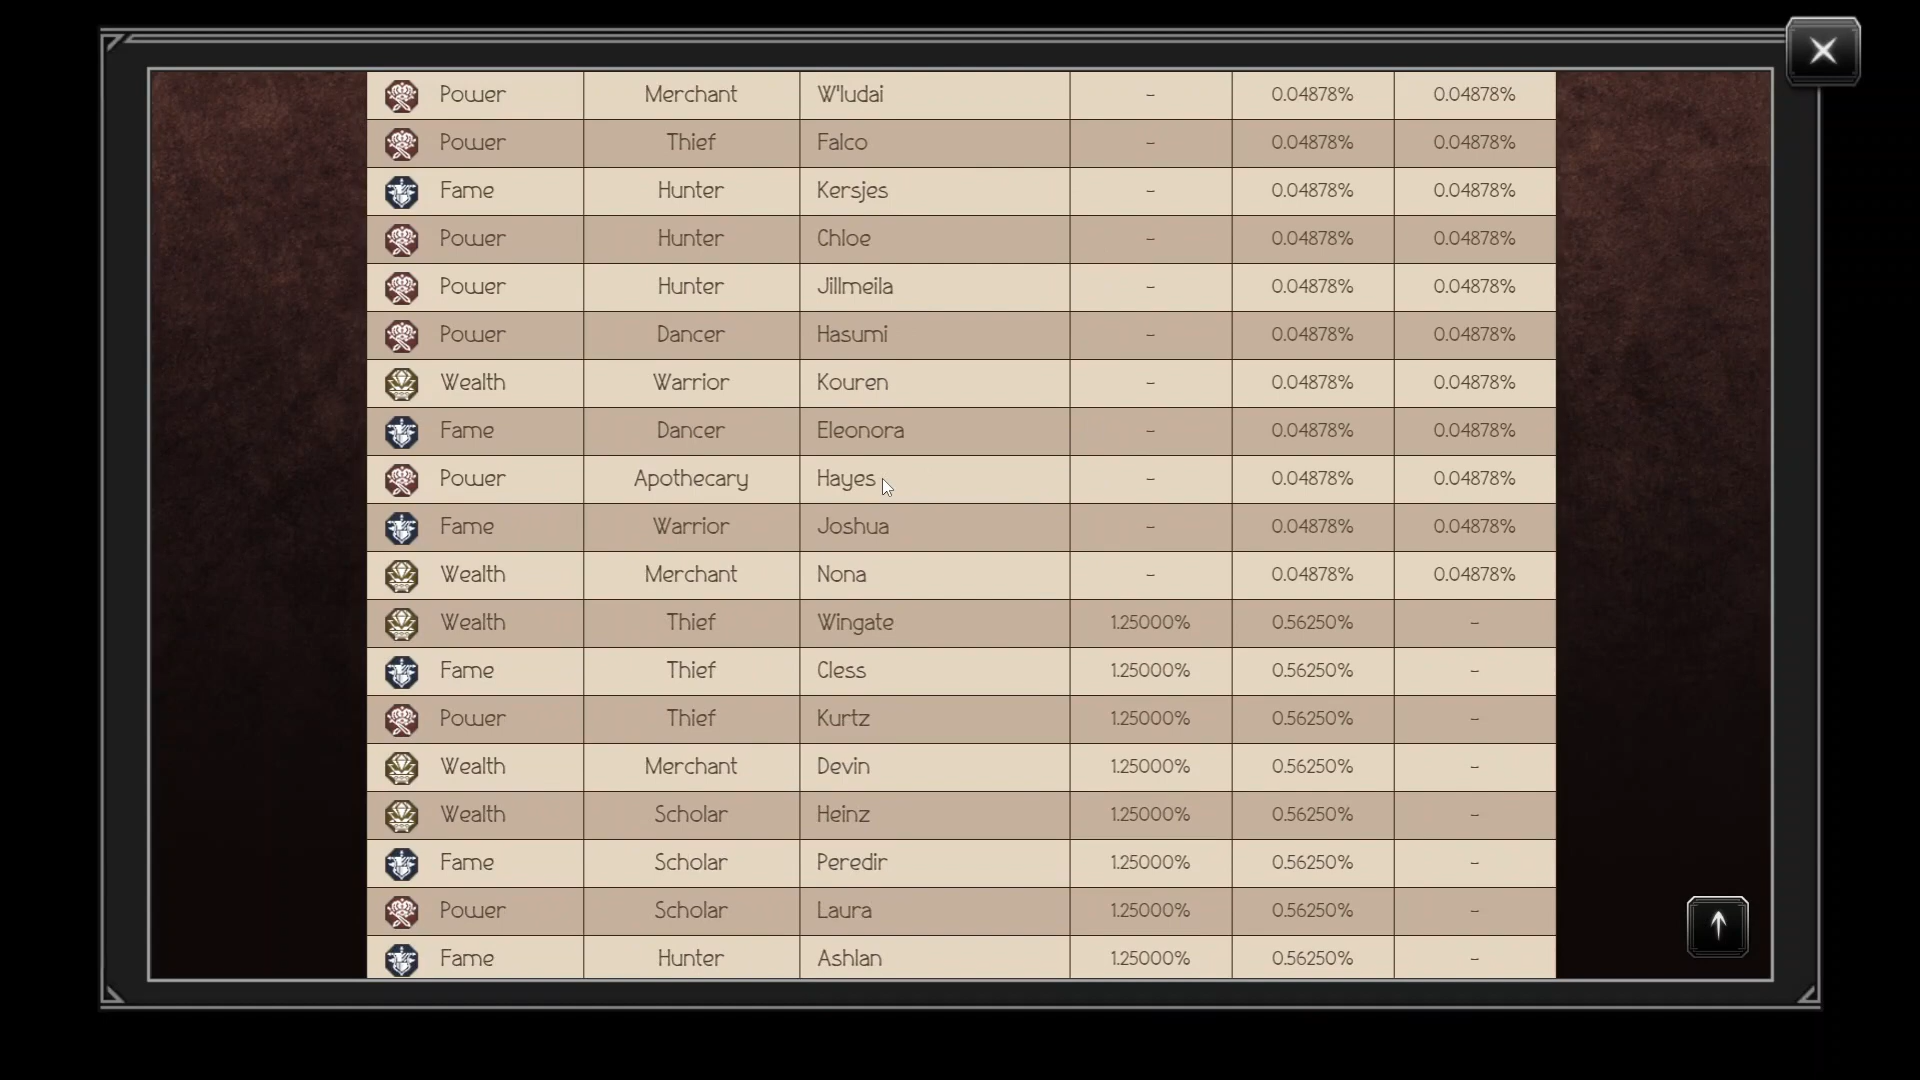 Power Merchant W'ludai - 0.04878% 0.04878%
Power Thief Falco - 0.04878% 0.04878%
Fame Hunter Kersjes - 0.04878% 0.04878%
Power Hunter Chloe - 0.04878% 0.04878%
Power Hunter Jillmeila - 0.04878% 0.04878%
Power Dancer Hasumi - 0.04878% 0.04878%
Wealth Warrior Kouren - 0.04878% 0.04878%
Fame Dancer Eleonora - 0.04878% 0.04878%
Power Apothecary Hayes - 0.04878% 0.04878%
Fame Warrior Joshua - 0.04878% 0.04878%
Wealth Merchant Nona - 0.04878% 0.04878%
Wealth Thief Wingate 1.25000% 0.56250% -
Fame Thief Cless 1.25000% 0.56250% -
Power Thief Kurtz 1.25000% 0.56250% -
Wealth Merchant Devin 1.25000% 0.56250% -
Wealth Scholar Heinz 1.25000% 0.56250% -
Fame Scholar Peredir 1.25000% 0.56250% -
Power Scholar Laura 1.25000% 0.56250% -
Fame Hunter Ashlan 1.25000% 0.56250% -